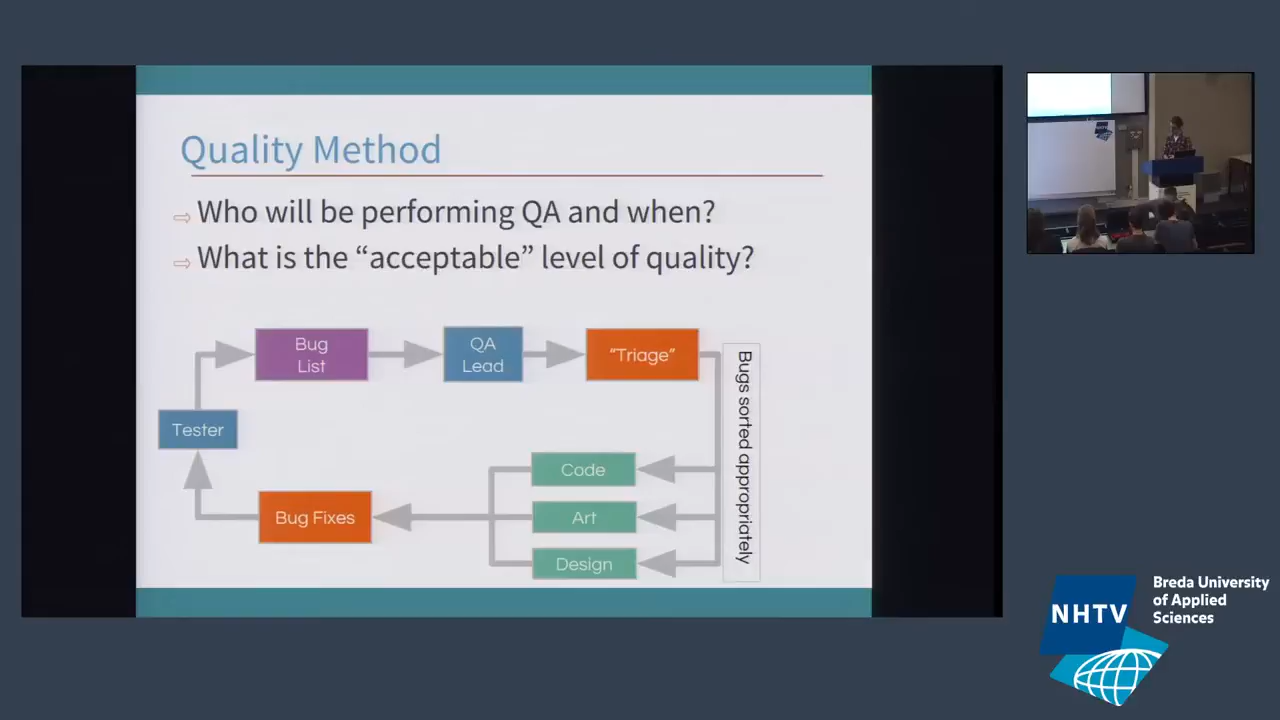 Quality Method
⇨ Who will be performing QA and when?
⇨ What is the “acceptable” level of quality?
Bug
List
QA
Lead
“Triage”
Bugs sorted appropriately
Tester
Code
Bug Fixes
Art
Design
NHTV
Breda University
of Applied
Sciences